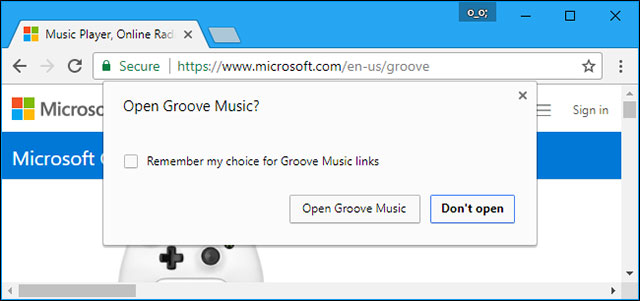 o_o;
Music Player, Online Rad
Secure https://www.microsoft.com/en-us/groove
Open Groove Music?
Micros
Sign in
Microsoft
Remember my choice for Groove Music links
Open Groove Music Don't open